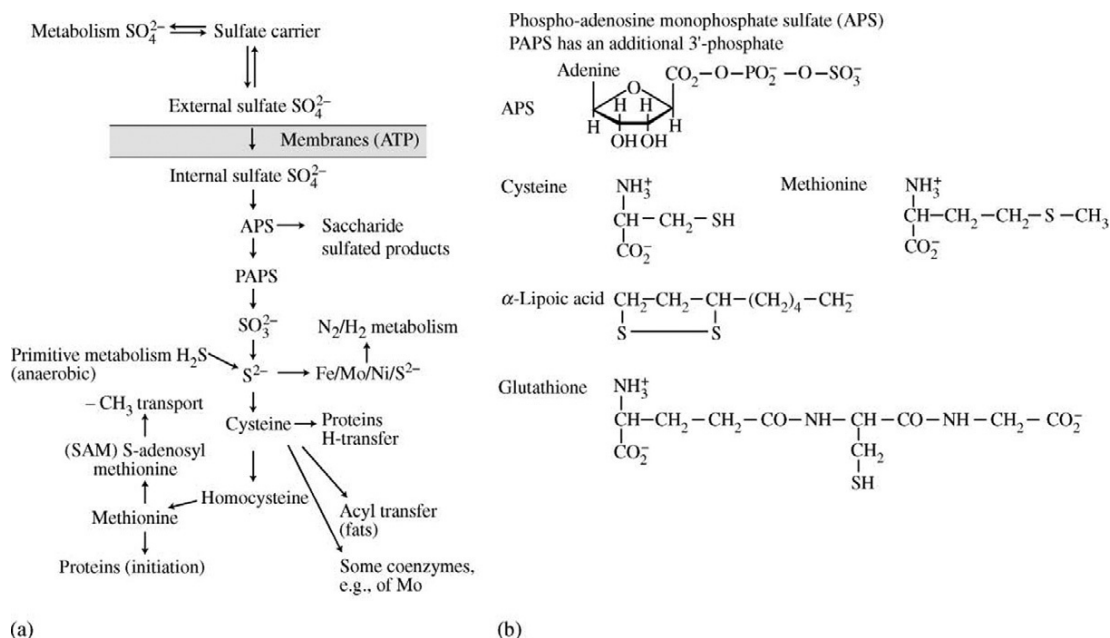 Metabolism SO₄²⁻ ⇌ Sulfate carrier
External sulfate SO₄²⁻
Membranes (ATP)
Internal sulfate SO₄²⁻
APS → Saccharide
sulfated products
PAPS
SO₃²⁻
N₂/H₂ metabolism
Primitive metabolism H₂S
(anaerobic)
S²⁻ → Fe/Mo/Ni/S²⁻
– CH₃ transport
Cysteine → Proteins
H-transfer
(SAM) S-adenosyl
methionine
Homocysteine
Methionine
Acyl transfer
(fats)
Proteins (initiation)
Some coenzymes,
e.g., of Mo
(a)
Phospho-adenosine monophosphate sulfate (APS)
PAPS has an additional 3'-phosphate
Adenine CO₂–O–PO₂⁻–O–SO₃⁻
O
APS
H H
H H
OH OH
Cysteine
NH₃⁺
CH–CH₂–SH
CO₂⁻
Methionine
NH₃⁺
CH–CH₂–CH₂–S–CH₃
CO₂⁻
α-Lipoic acid CH₂–CH₂–CH–(CH₂)₄–CH₂⁻
S S
Glutathione
NH₃⁺
CH–CH₂–CH₂–CO–NH–CH–CO–NH–CH₂–CO₂⁻
CO₂⁻ CH₂
SH
(b)